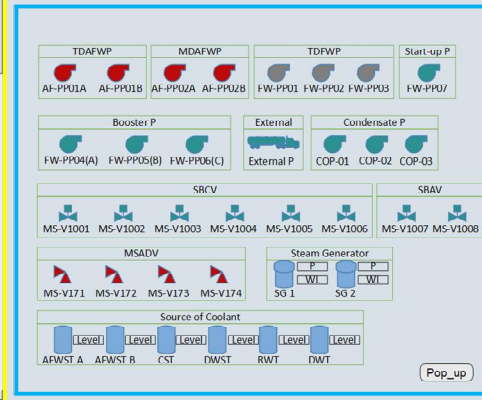 TDAFWP MDAFWP TDFWP Start-up P
AF-PP01A AF-PP01B AF-PP02A AF-PP02B FW-PP01 FW-PP02 FW-PP03 FW-PP07
Booster P External Condensate P
FW-PP04(A) FW-PP05(B) FW-PP06(C) External P COP-01 COP-02 COP-03
SBCV SBAV
MS-V1001 MS-V1002 MS-V1003 MS-V1004 MS-V1005 MS-V1006 MS-V1007 MS-V1008
MSADV Steam Generator
P P
WI WI
MS-V171 MS-V172 MS-V173 MS-V174 SG 1 SG 2
Source of Coolant
Level Level Level Level Level Level
AFWST A AFWST B CST DWST RWT DWT
Pop_up